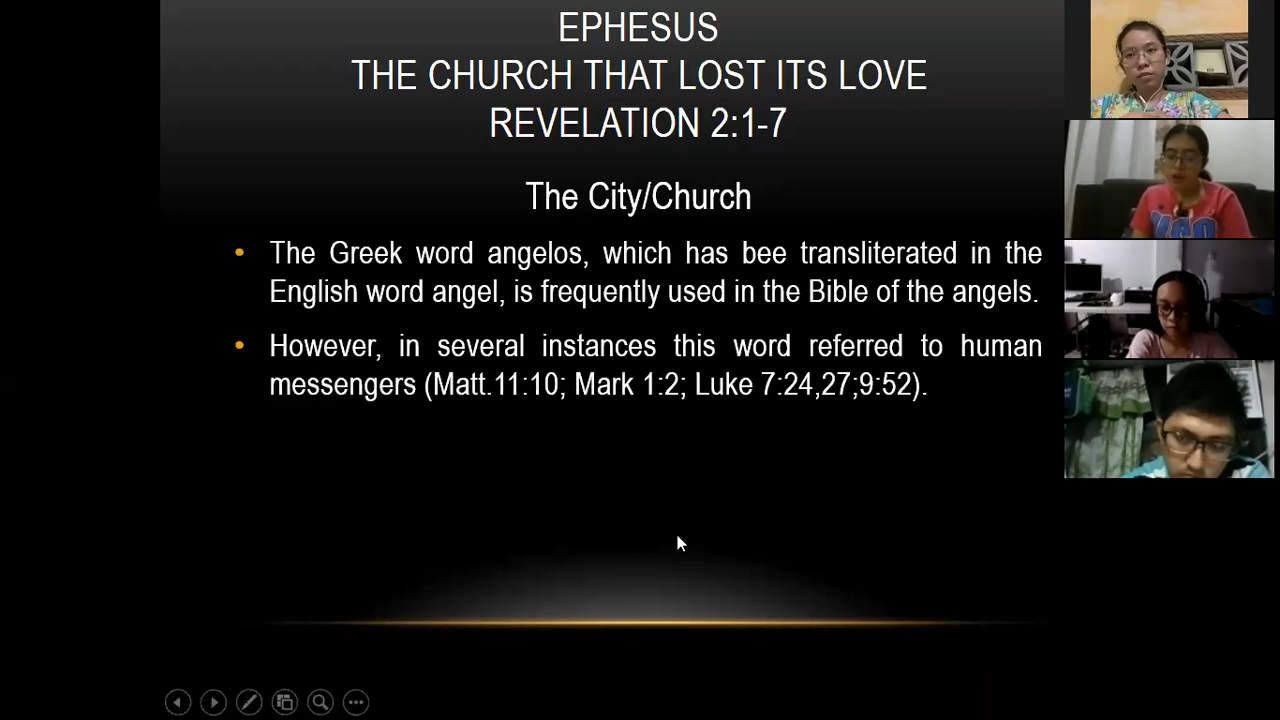 EPHESUS
THE CHURCH THAT LOST ITS LOVE
REVELATION 2:1-7
The City/Church
• The Greek word angelos, which has bee transliterated in the
English word angel, is frequently used in the Bible of the angels.
• However, in several instances this word referred to human
messengers (Matt.11:10; Mark 1:2; Luke 7:24,27;9:52).